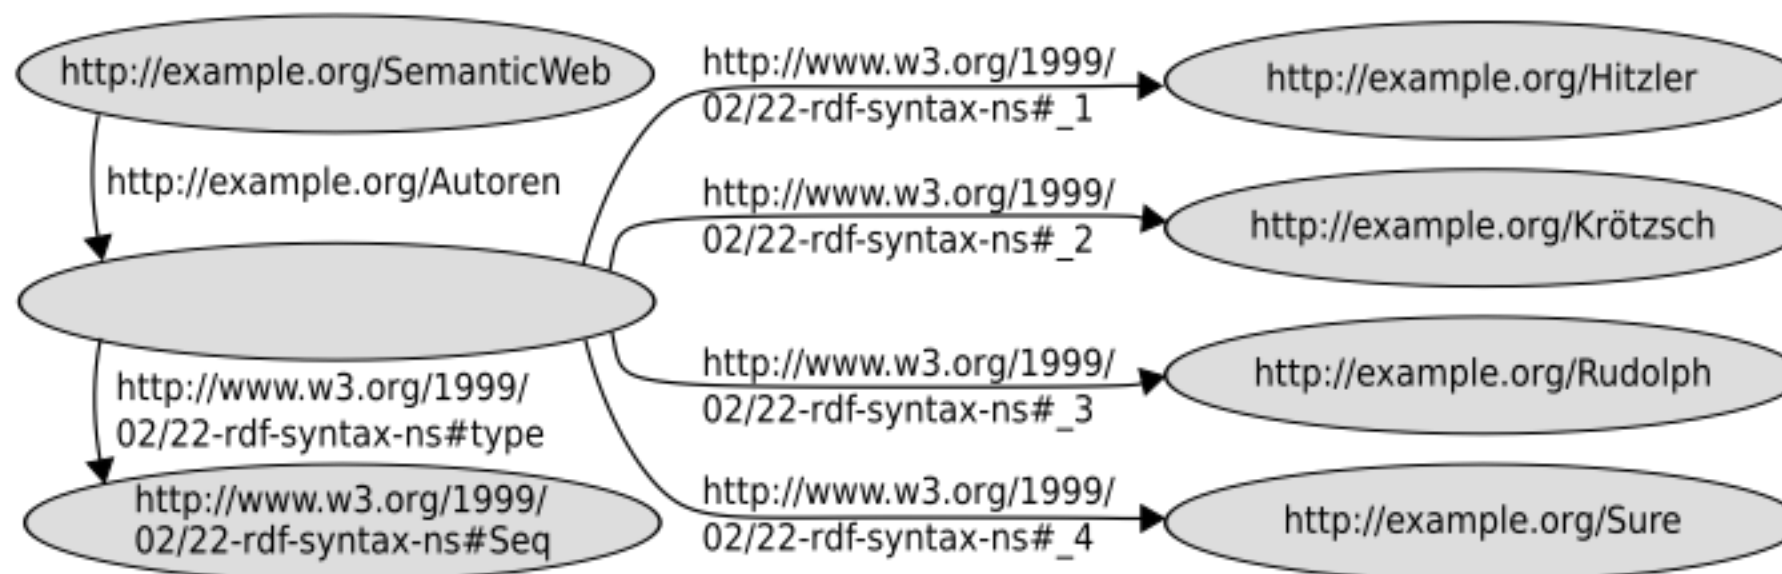 http://example.org/SemanticWeb
http://example.org/Autoren
http://www.w3.org/1999/
02/22-rdf-syntax-ns#type
http://www.w3.org/1999/
02/22-rdf-syntax-ns#Seq
http://www.w3.org/1999/
02/22-rdf-syntax-ns#_1
http://example.org/Hitzler
http://www.w3.org/1999/
02/22-rdf-syntax-ns#_2
http://example.org/Krötzsch
http://www.w3.org/1999/
02/22-rdf-syntax-ns#_3
http://example.org/Rudolph
http://www.w3.org/1999/
02/22-rdf-syntax-ns#_4
http://example.org/Sure